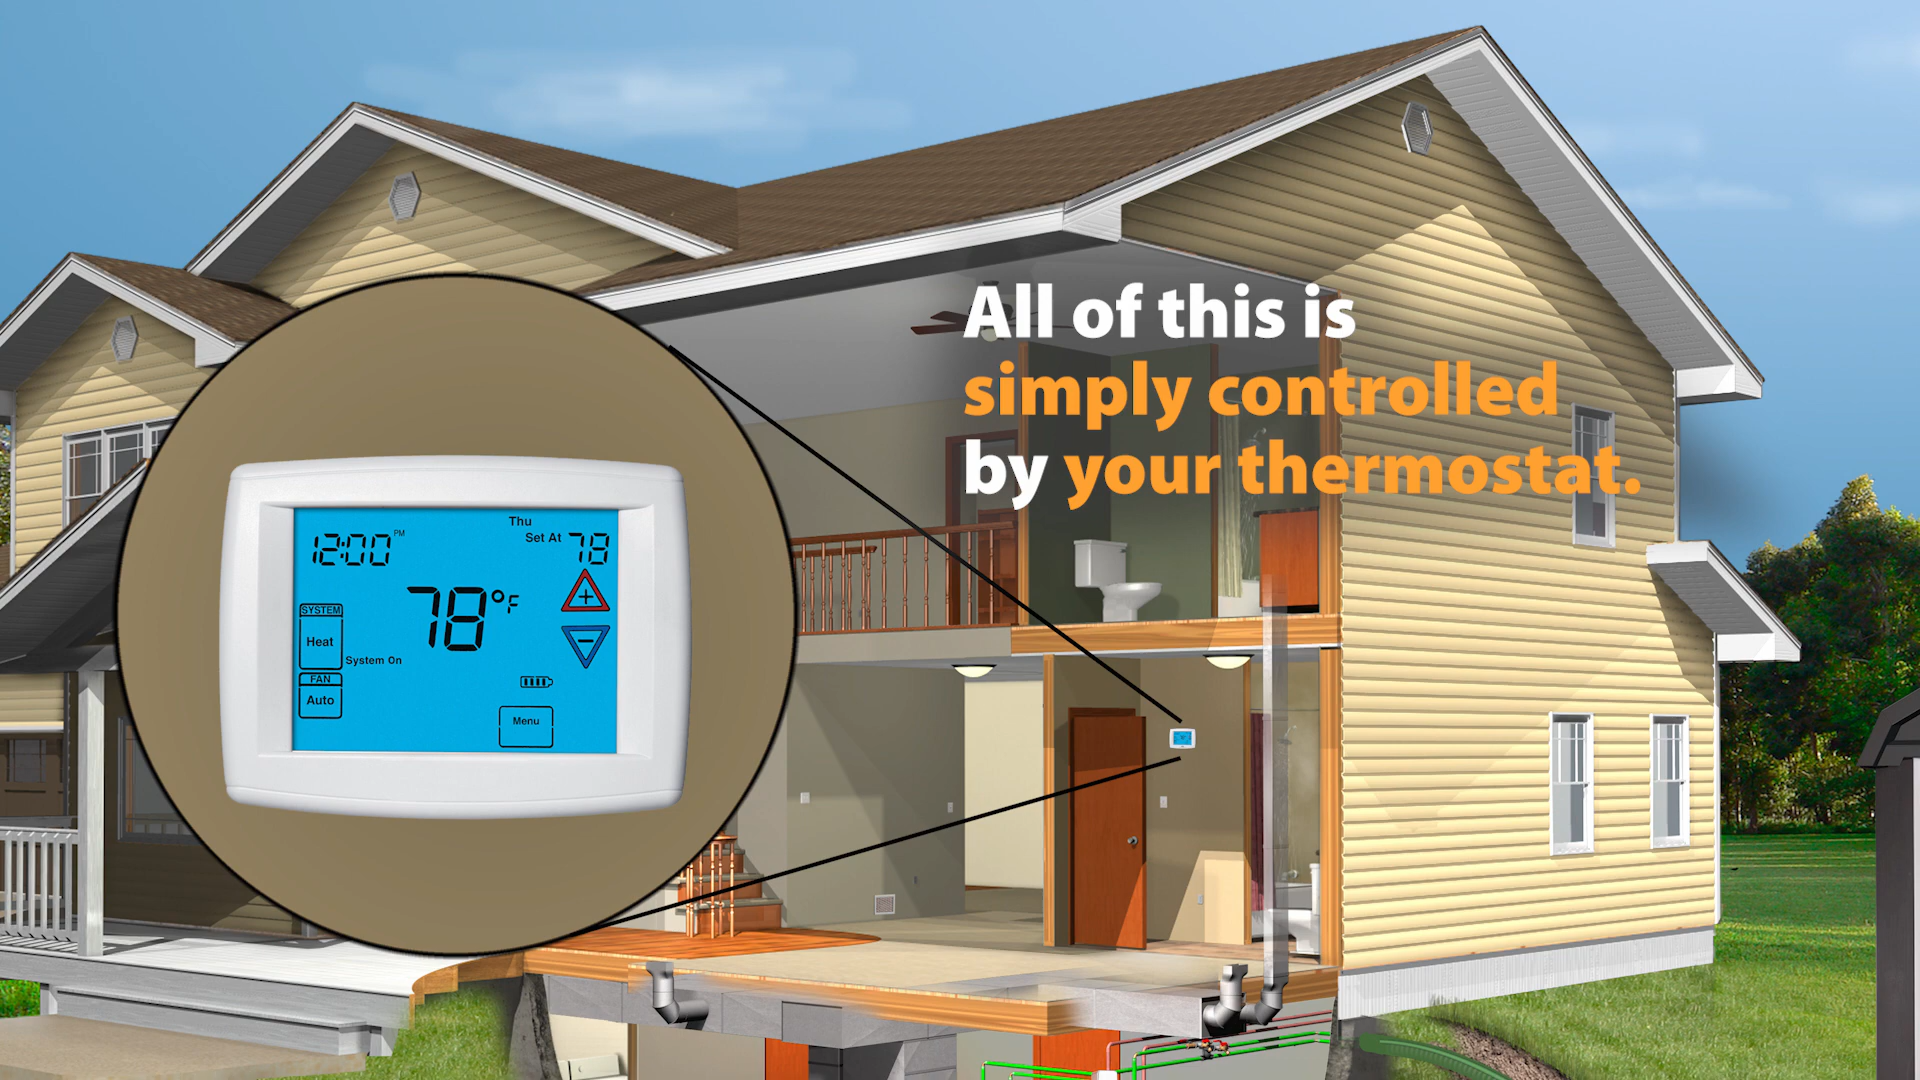 All of this is
simply controlled
by your thermostat.
Thu
12:00 PM
Set At 78
78°F
SYSTEM
Heat
System On
FAN
Auto
Menu